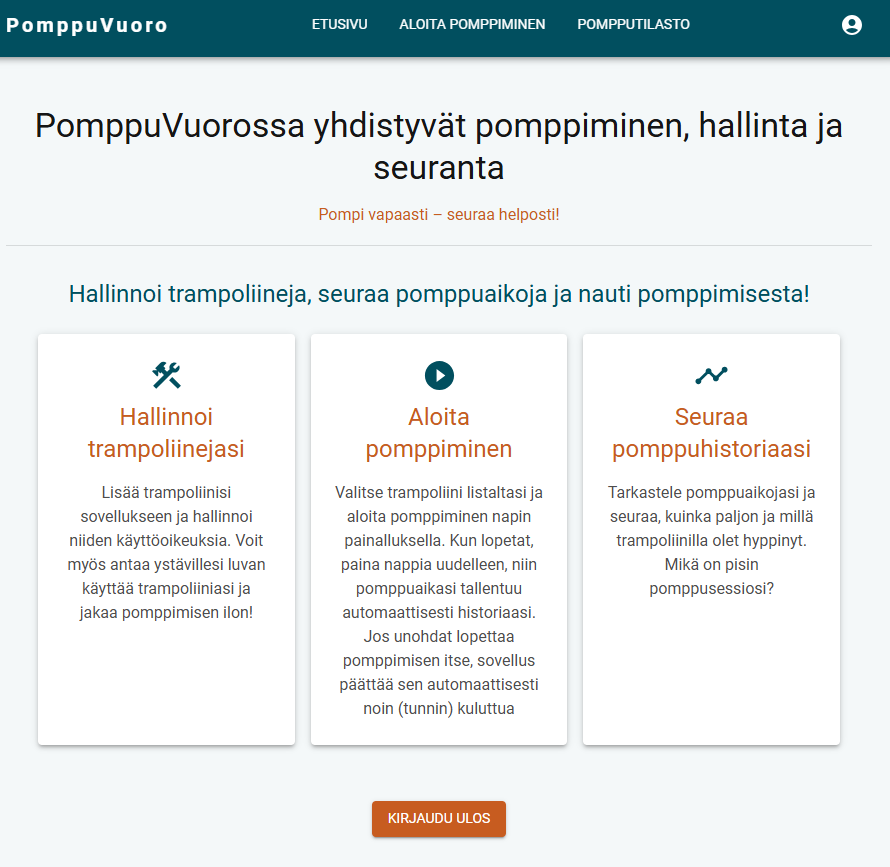 PomppuVuoro
ETUSIVU
ALOITA POMPPIMINEN
POMPPUTILASTO
PomppuVuorossa yhdistyvät pomppiminen, hallinta ja
seuranta
Pompi vapaasti – seuraa helposti!
Hallinnoi trampoliineja, seuraa pomppuaikoja ja nauti pomppimisesta!
Hallinnoi
trampoliinejasi
Lisää trampoliinisi
sovellukseen ja hallinnoi
niiden käyttöoikeuksia. Voit
myös antaa ystävillesi luvan
käyttää trampoliiniasi ja
jakaa pomppimisen ilon!
Aloita
pomppiminen
Valitse trampoliini listaltasi ja
aloita pomppiminen napin
painalluksella. Kun lopetat,
paina nappia uudelleen, niin
pomppuaikasi tallentuu
automaattisesti historiaasi.
Jos unohdat lopettaa
pomppimisen itse, sovellus
päättää sen automaattisesti
noin (tunnin) kuluttua
Seuraa
pomppuhistoriaasi
Tarkastele pomppuaikojasi ja
seuraa, kuinka paljon ja millä
trampoliinilla olet hyppinyt.
Mikä on pisin
pomppusessiosi?
KIRJAUDU ULOS